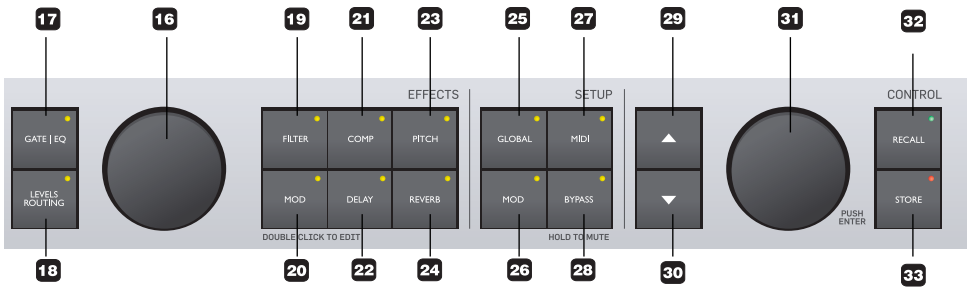 17 16 19 21 23 25 27 29 31 32
EFFECTS SETUP CONTROL
GATE | EQ FILTER COMP PITCH GLOBAL MIDI RECALL
LEVELS
ROUTING MOD DELAY REVERB MOD BYPASS STORE
PUSH
ENTER
DOUBLE CLICK TO EDIT HOLD TO MUTE
18 20 22 24 26 28 30 33